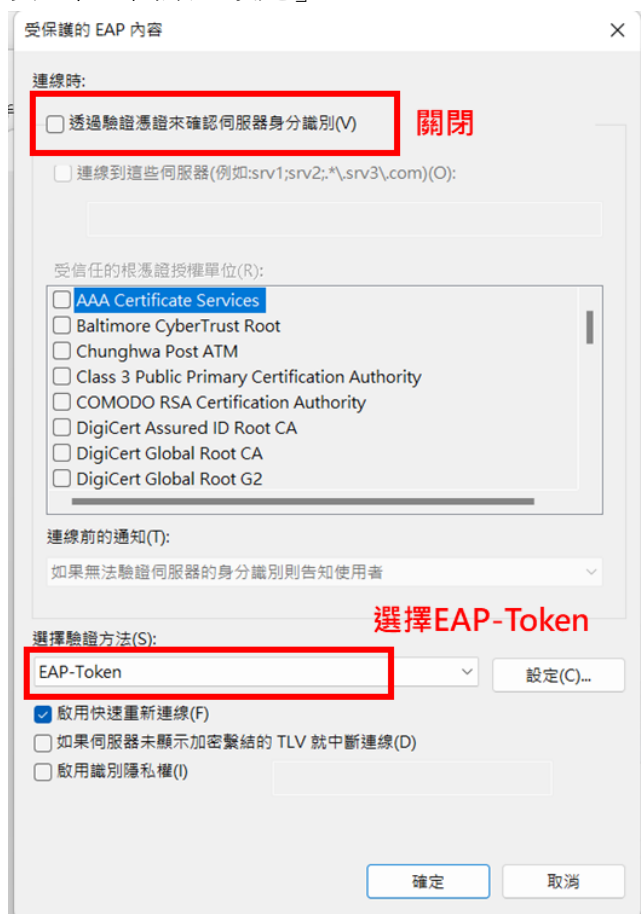 受保護的 EAP 內容
連線時:
透過驗證憑證來確認伺服器身分識別(V)
關閉
連線到這些伺服器(例如:srv1;srv2;.*\.srv3\.com)(O):
受信任的根憑證授權單位(R):
AAA Certificate Services
Baltimore CyberTrust Root
Chunghwa Post ATM
Class 3 Public Primary Certification Authority
COMODO RSA Certification Authority
DigiCert Assured ID Root CA
DigiCert Global Root CA
DigiCert Global Root G2
連線前的通知(T):
如果無法驗證伺服器的身分識別則告知使用者
選擇EAP-Token
選擇驗證方法(S):
EAP-Token
設定(C)...
啟用快速重新連線(F)
如果伺服器未顯示加密繫結的 TLV 就中斷連線(D)
啟用識別隱私權(I)
確定
取消